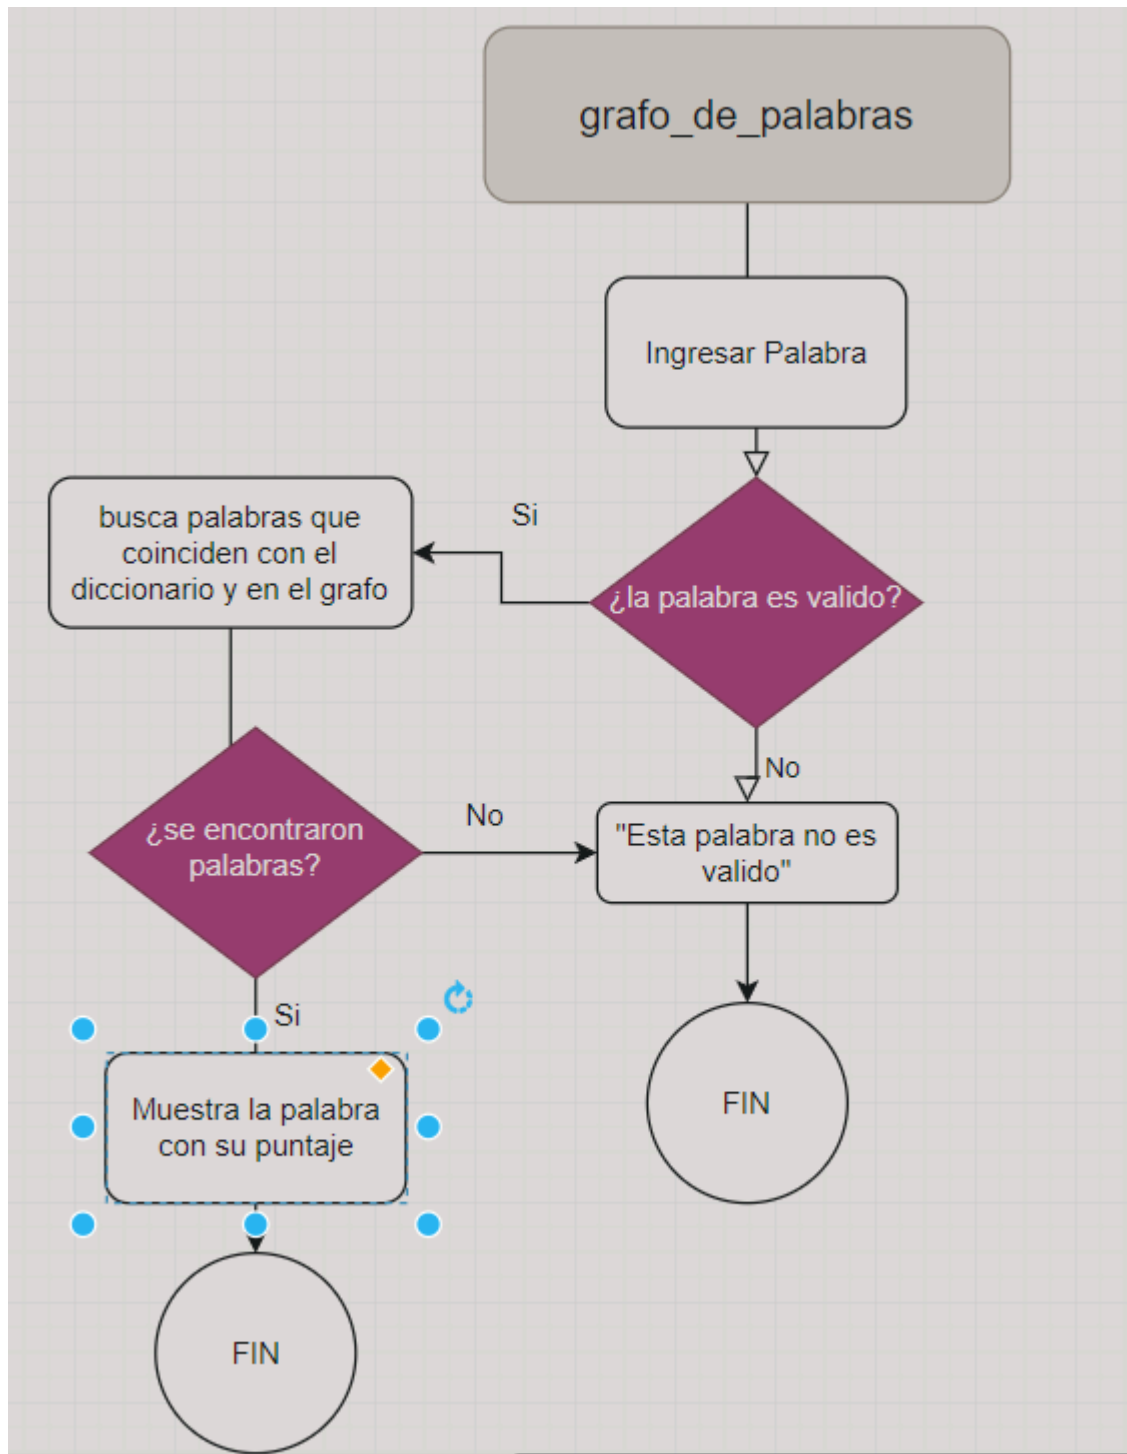 grafo_de_palabras
Ingresar Palabra
¿la palabra es valido?
Si
busca palabras que
coinciden con el
diccionario y en el grafo
No
¿se encontraron
palabras?
No
"Esta palabra no es
valido"
Si
Muestra la palabra
con su puntaje
FIN
FIN